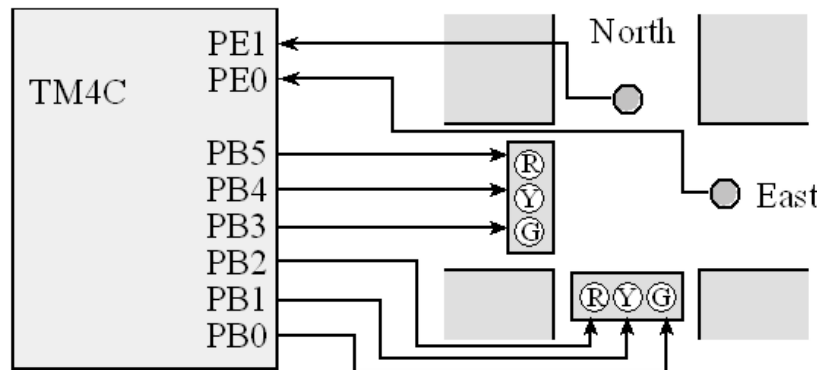 PE1
North
PE0
TM4C
PB5
R
PB4
Y
East
PB3
G
PB2
PB1
R Y G
PB0